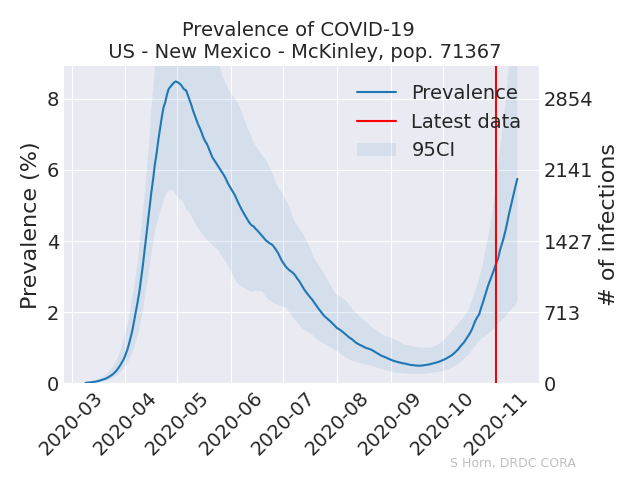 Prevalence of COVID-19
US - New Mexico - McKinley, pop. 71367
Prevalence
Latest data
95CI
Prevalence (%)
8
6
4
2
0
2854
2141
1427
713
0
# of infections
2020-03
2020-04
2020-05
2020-06
2020-07
2020-08
2020-09
2020-10
2020-11
S Horn, DRDC CORA